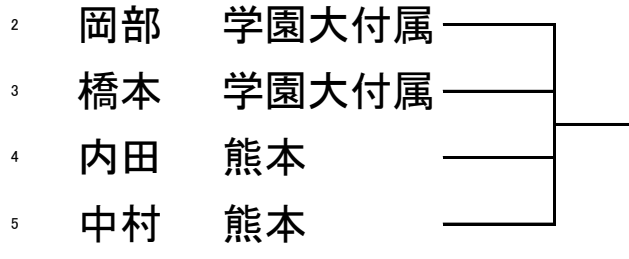 2 岡部 学園大付属
3 橋本 学園大付属
4 内田 熊本
5 中村 熊本